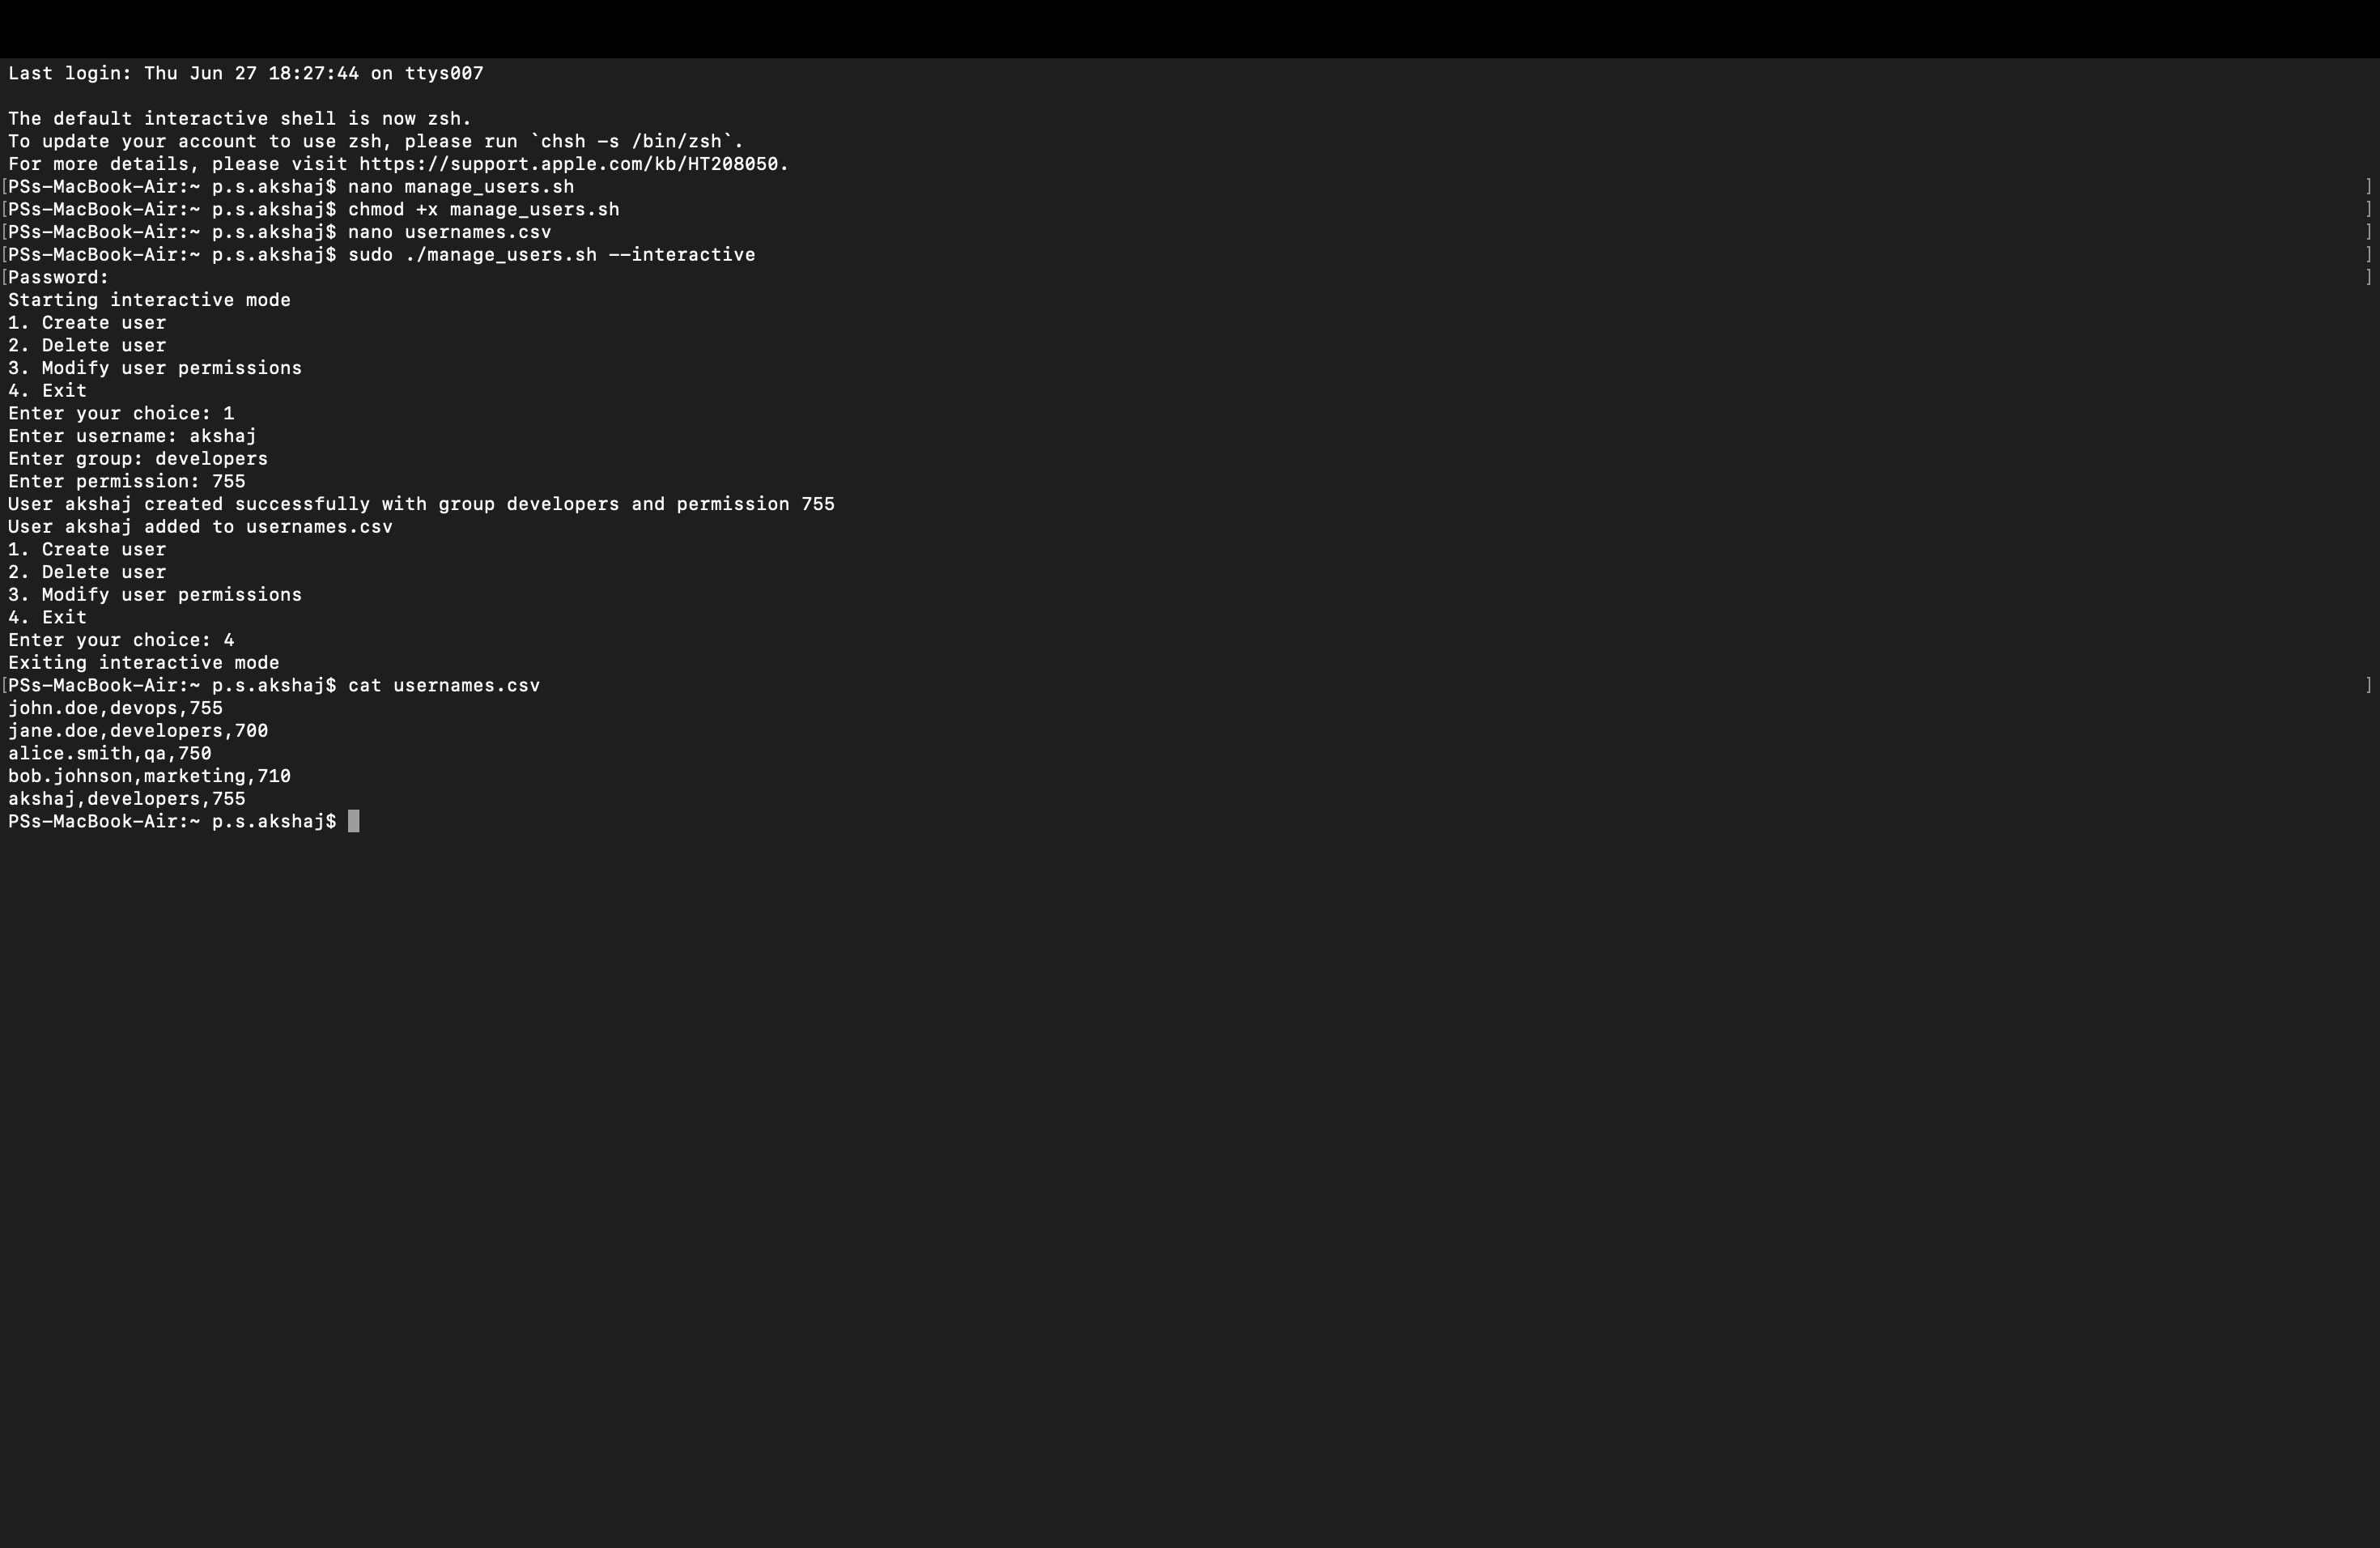 Last login: Thu Jun 27 18:27:44 on ttys007
The default interactive shell is now zsh.
To update your account to use zsh, please run `chsh -s /bin/zsh`.
For more details, please visit https://support.apple.com/kb/HT208050.
[PSs-MacBook-Air:~ p.s.akshaj$ nano manage_users.sh ]
[PSs-MacBook-Air:~ p.s.akshaj$ chmod +x manage_users.sh ]
[PSs-MacBook-Air:~ p.s.akshaj$ nano usernames.csv ]
[PSs-MacBook-Air:~ p.s.akshaj$ sudo ./manage_users.sh --interactive ]
[Password: ]
Starting interactive mode
1. Create user
2. Delete user
3. Modify user permissions
4. Exit
Enter your choice: 1
Enter username: akshaj
Enter group: developers
Enter permission: 755
User akshaj created successfully with group developers and permission 755
User akshaj added to usernames.csv
1. Create user
2. Delete user
3. Modify user permissions
4. Exit
Enter your choice: 4
Exiting interactive mode
[PSs-MacBook-Air:~ p.s.akshaj$ cat usernames.csv ]
john.doe,devops,755
jane.doe,developers,700
alice.smith,qa,750
bob.johnson,marketing,710
akshaj,developers,755
PSs-MacBook-Air:~ p.s.akshaj$